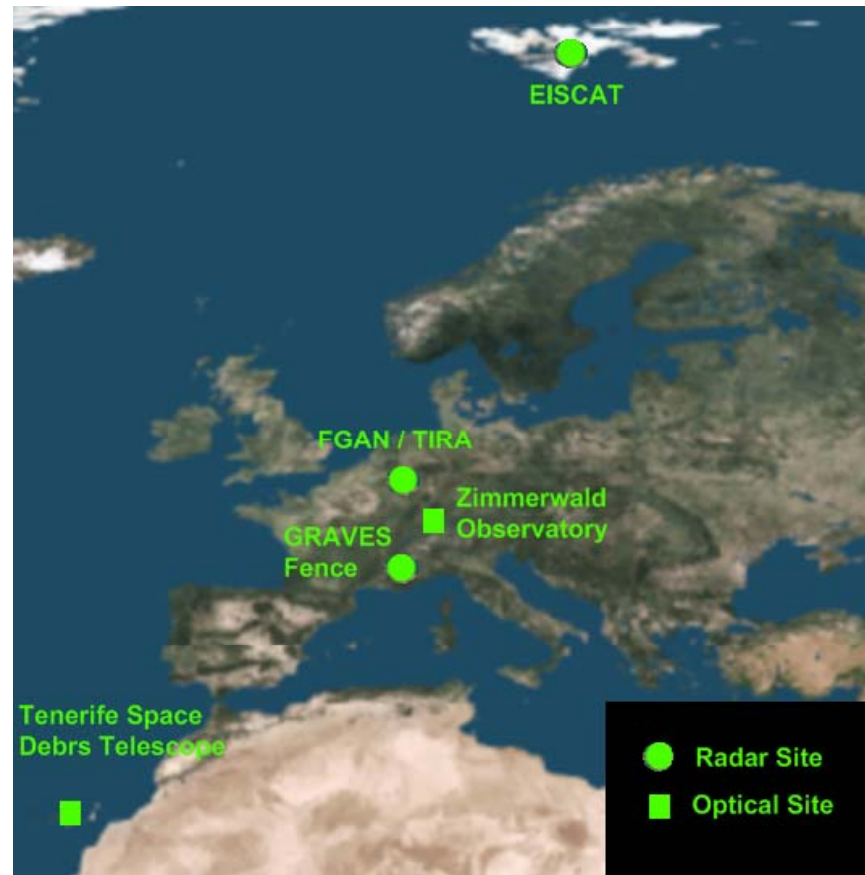 EISCAT
FGAN / TIRA
Zimmerwald
Observatory
GRAVES
Fence
Tenerife Space
Debrs Telescope
Radar Site
Optical Site